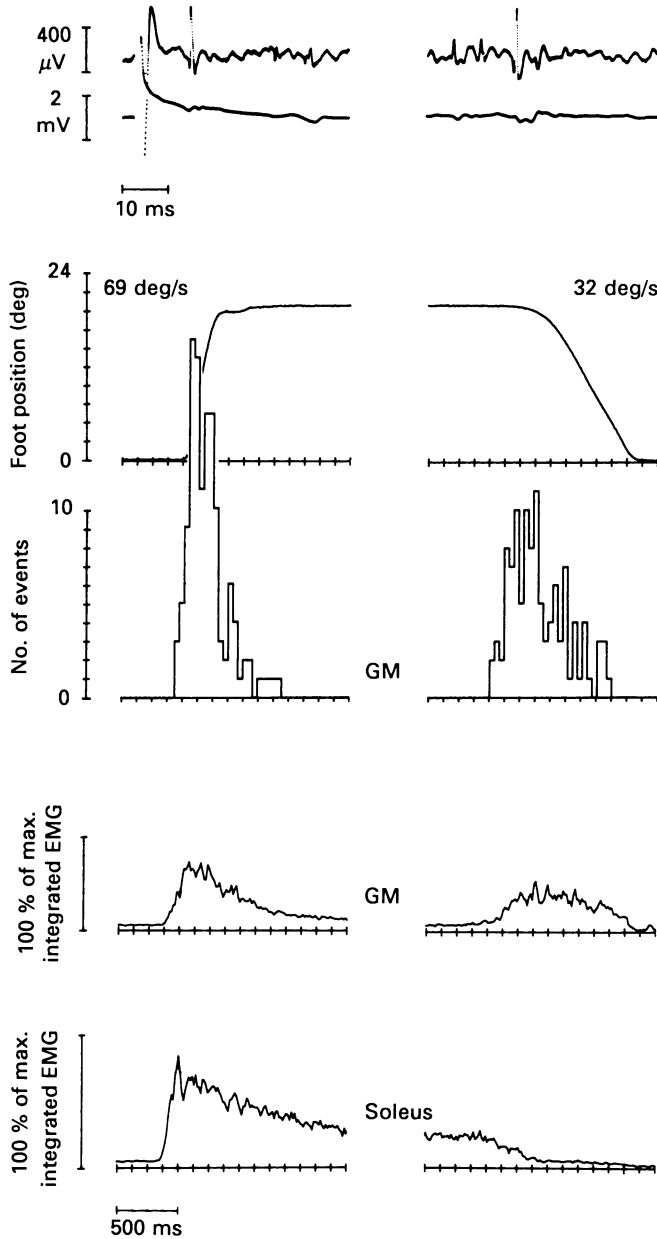 400
µV
2
mV
10 ms
24
69 deg/s
32 deg/s
Foot position (deg)
0
10
No. of events
GM
0
100 % of max.
integrated EMG
GM
100 % of max.
integrated EMG
Soleus
500 ms